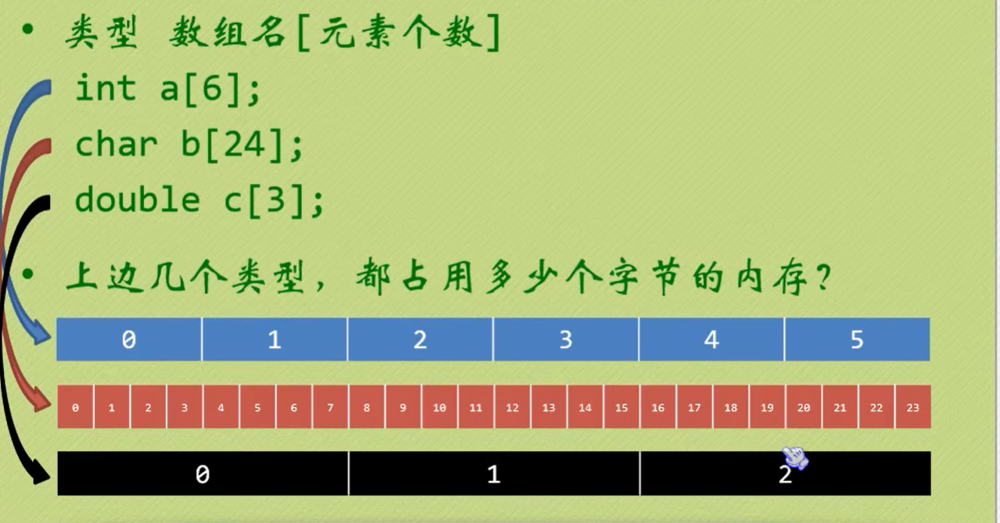 • 类型 数组名[元素个数]
int a[6];
char b[24];
double c[3];
• 上边几个类型，都占用多少个字节的内存？
0 1 2 3 4 5
0 1 2 3 4 5 6 7 8 9 10 11 12 13 14 15 16 17 18 19 20 21 22 23
0 1 2